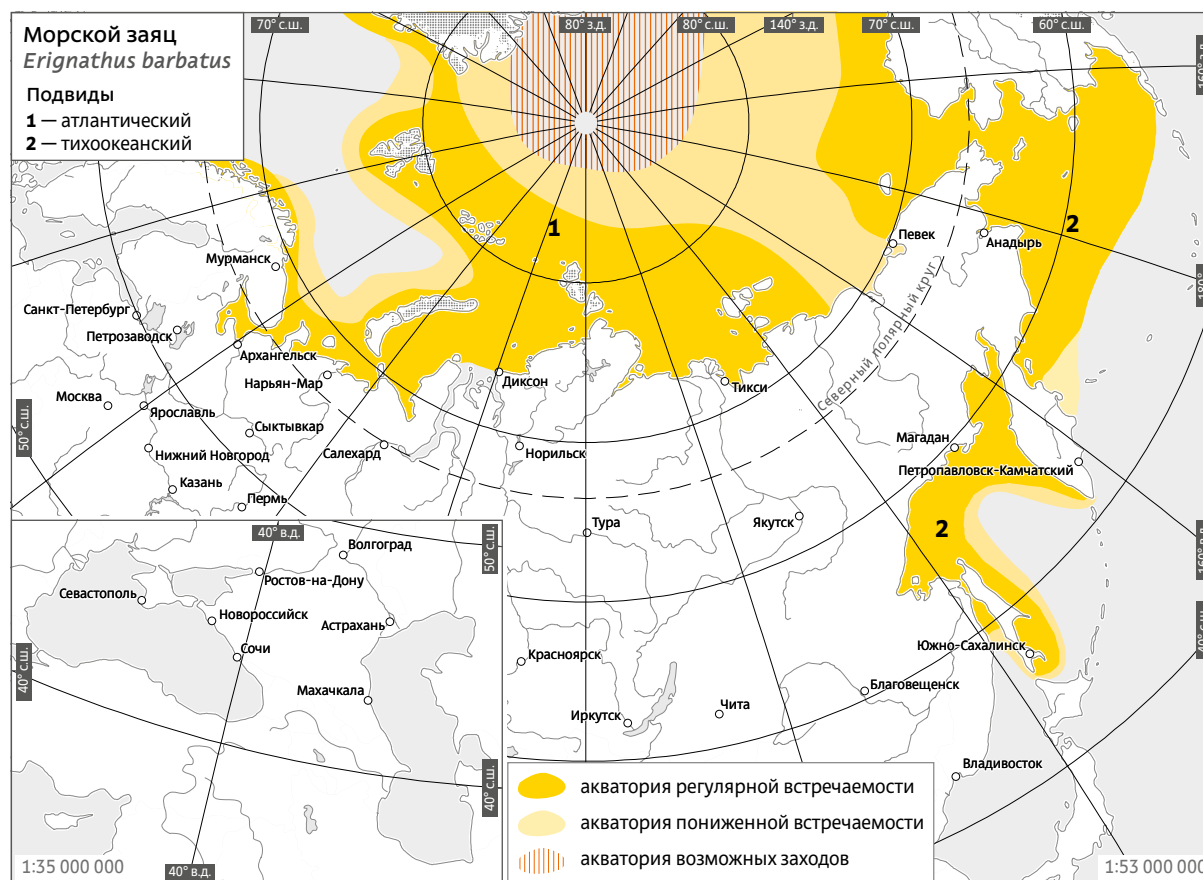 Морской заяц
Erignathus barbatus
Подвиды
1 — атлантический
2 — тихоокеанский
70° с.ш.
80° з.д.
80° с.ш.
140° з.д.
70° с.ш.
60° с.ш.
160° з.д.
1
2
Певек
Анадырь
180°
Мурманск
Северный полярный круг
Санкт-Петербург
Петрозаводск
Архангельск
Нарьян-Мар
Диксон
Тикси
Москва
Ярославль
50° с.ш.
Сыктывкар
Салехард
Норильск
Магадан
Нижний Новгород
Петропавловск-Камчатский
Казань
Пермь
Тура
Якутск
2
160° в.д.
40° в.д.
Волгоград
50° с.ш.
Ростов-на-Дону
Севастополь
Новороссийск
Астрахань
Сочи
Махачкала
40° с.ш.
40° с.ш.
40° в.д.
1:35 000 000
Южно-Сахалинск
40° с.ш.
Красноярск
Благовещенск
Иркутск
Чита
Владивосток
акватория регулярной встречаемости
акватория пониженной встречаемости
акватория возможных заходов
1:53 000 000